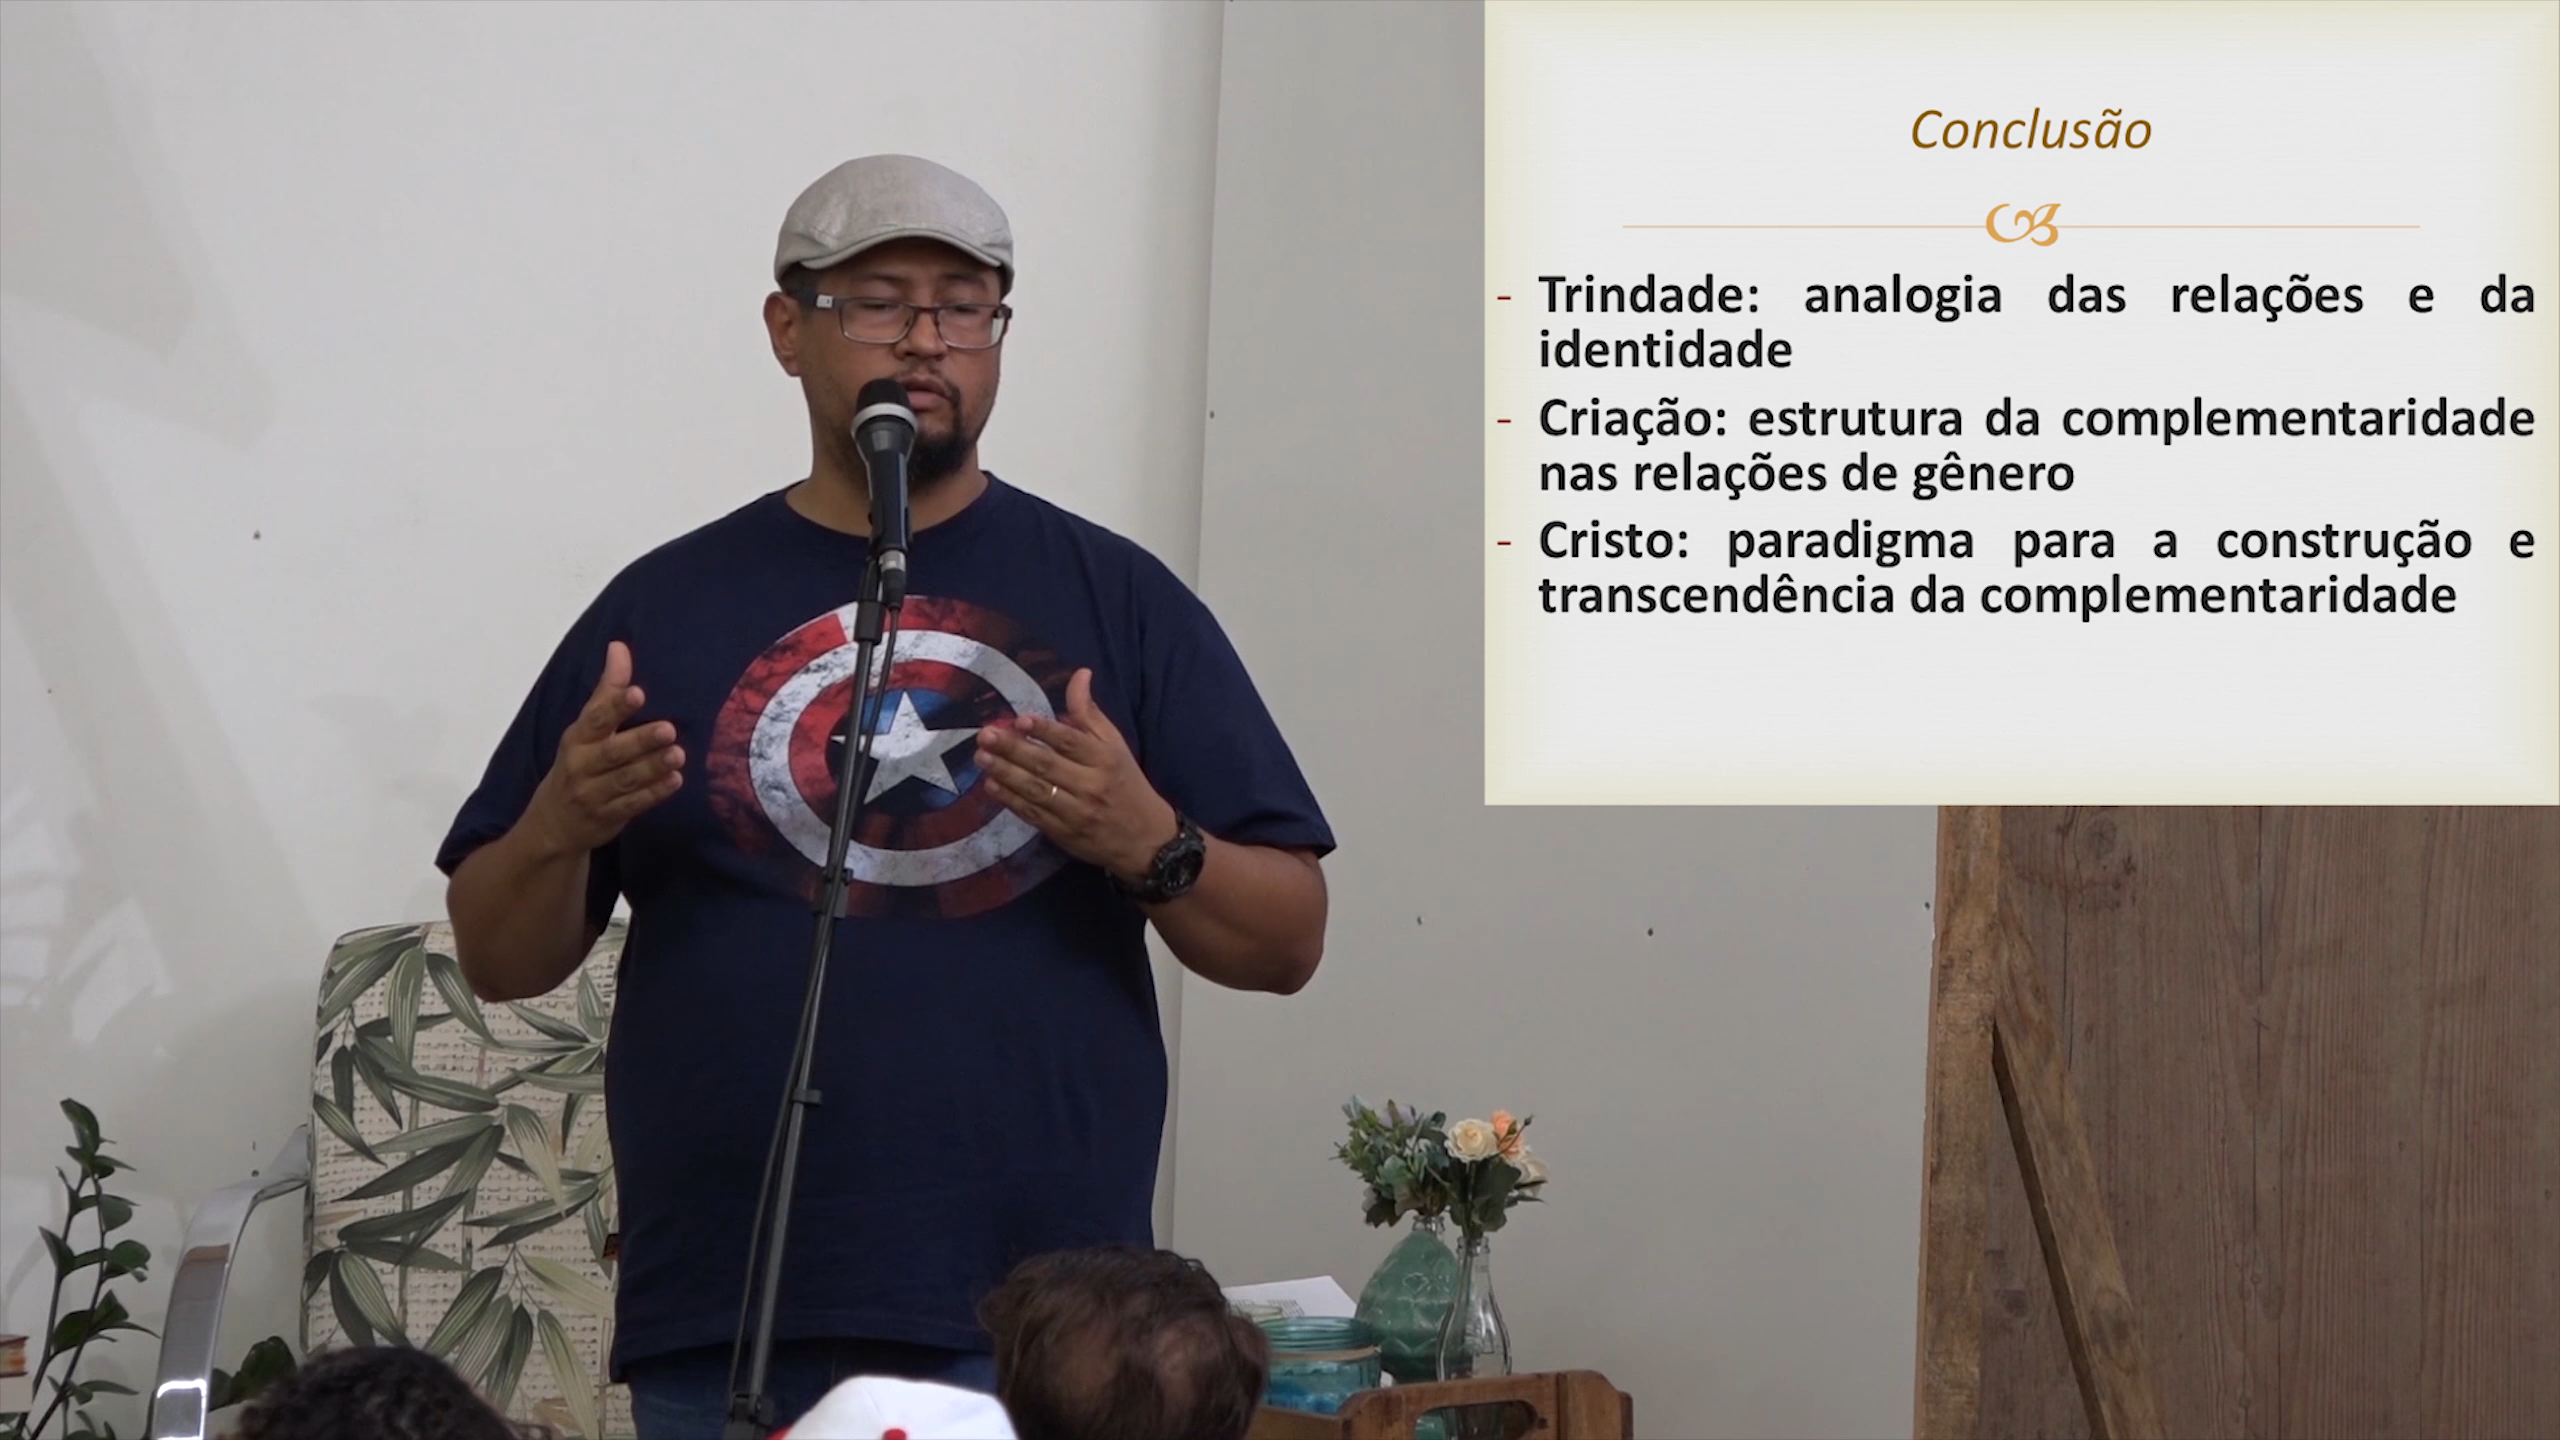 Conclusão
- Trindade: analogia das relações e da
identidade
- Criação: estrutura da complementaridade
nas relações de gênero
- Cristo: paradigma para a construção e
transcendência da complementaridade